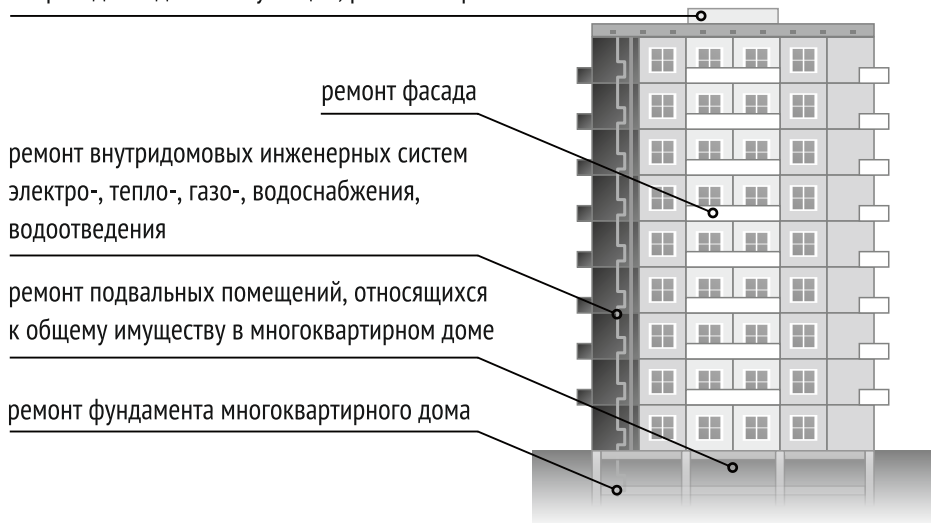 ремонт фасада
ремонт внутридомовых инженерных систем
электро-, тепло-, газо-, водоснабжения,
водоотведения
ремонт подвальных помещений, относящихся
к общему имуществу в многоквартирном доме
ремонт фундамента многоквартирного дома